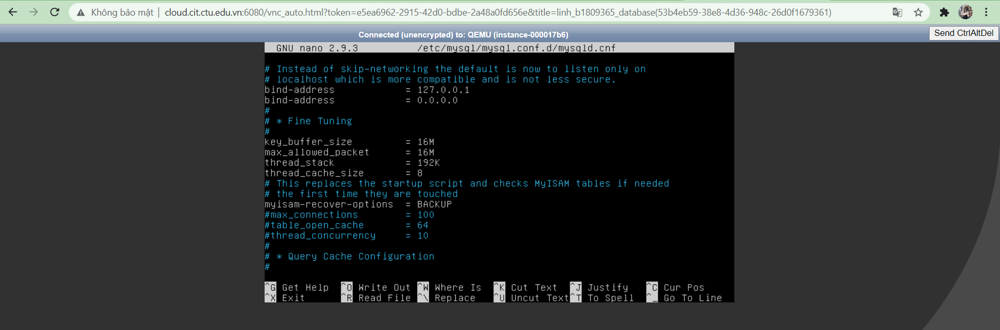 Không bảo mật | cloud.cit.ctu.edu.vn:6080/vnc_auto.html?token=e5ea6962-2915-42d0-bdbe-2a48a0fd656e&title=linh_b1809365_database(53b4eb59-38e8-4d36-948c-26d0f1679361)
Connected (unencrypted) to: QEMU (instance-000017b6)
Send CtrlAltDel
GNU nano 2.9.3 /etc/mysql/mysql.conf.d/mysqld.cnf
# Instead of skip-networking the default is now to listen only on
# localhost which is more compatible and is not less secure.
bind-address = 127.0.0.1
bind-address = 0.0.0.0
#
# * Fine Tuning
#
key_buffer_size = 16M
max_allowed_packet = 16M
thread_stack = 192K
thread_cache_size = 8
# This replaces the startup script and checks MyISAM tables if needed
# the first time they are touched
myisam-recover-options = BACKUP
#max_connections = 100
#table_open_cache = 64
#thread_concurrency = 10
#
# * Query Cache Configuration
#
^G Get Help ^O Write Out ^W Where Is ^K Cut Text ^J Justify ^C Cur Pos
^X Exit ^R Read File ^\ Replace ^U Uncut Text ^T To Spell ^_ Go To Line